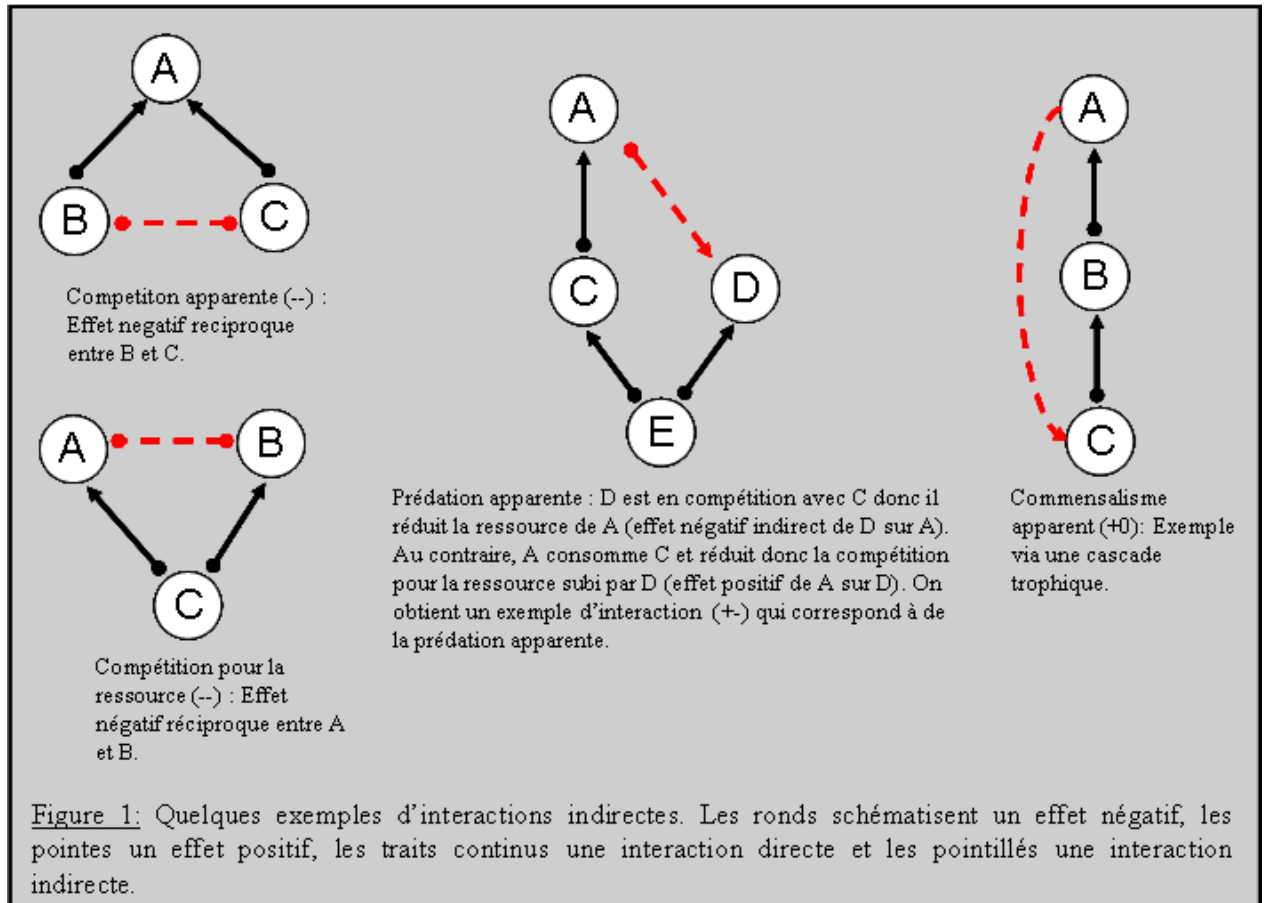 A
B
C
Competiton apparente (--) :
Effet negatif reciproque
entre B et C.
A
B
C
Compétition pour la
ressource (--) : Effet
négatif réciproque entre A
et B.
A
C
D
E
Prédation apparente : D est en compétition avec C donc il
réduit la ressource de A (effet négatif indirect de D sur A).
Au contraire, A consomme C et réduit donc la compétition
pour la ressource subi par D (effet positif de A sur D). On
obtient un exemple d'interaction (+-) qui correspond à de
la prédation apparente.
A
B
C
Commensalisme
apparent (+0): Exemple
via une cascade
trophique.
Figure 1: Quelques exemples d'interactions indirectes. Les ronds schématisent un effet négatif, les
pointes un effet positif, les traits continus une interaction directe et les pointillés une interaction
indirecte.